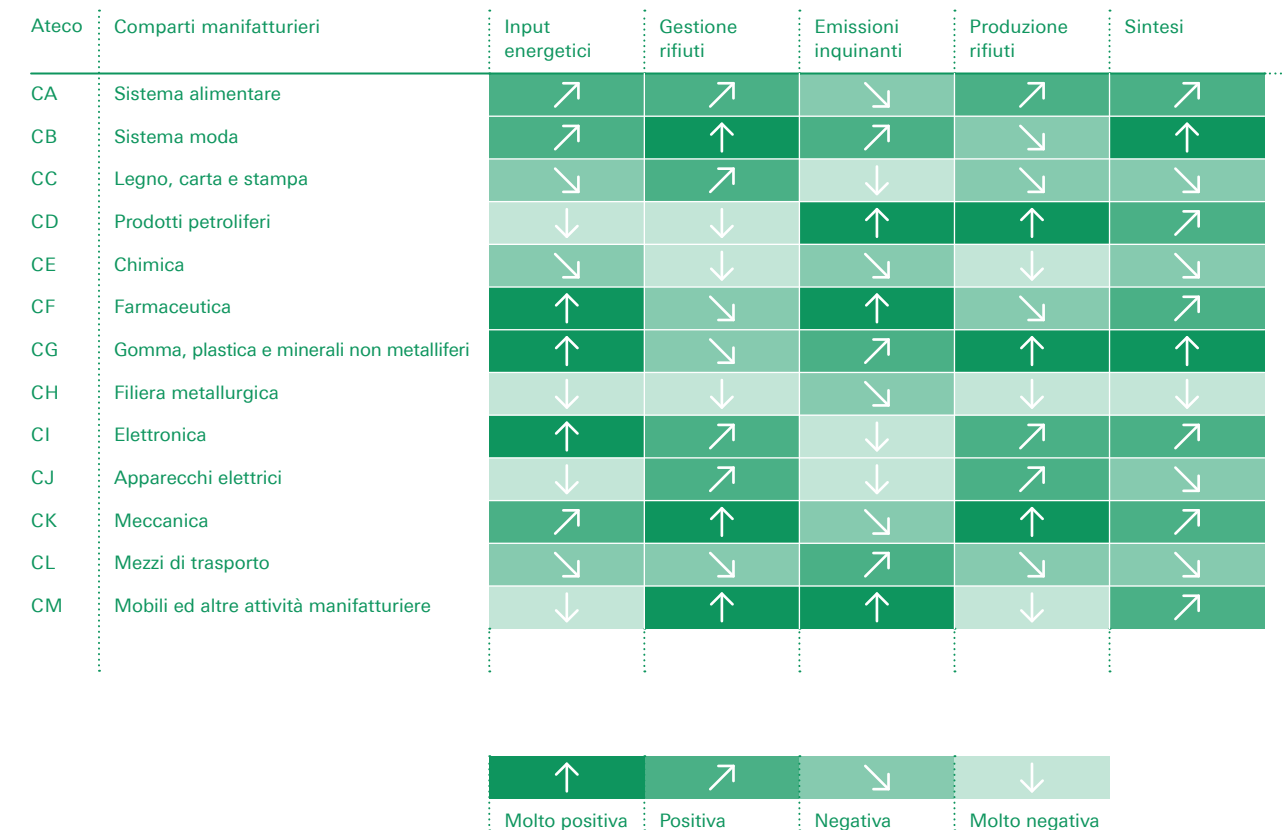 Ateco Comparti manifatturieri Input energetici Gestione rifiuti Emissioni inquinanti Produzione rifiuti Sintesi
CA Sistema alimentare ↗ ↗ ↘ ↗ ↗
CB Sistema moda ↗ ↑ ↗ ↘ ↑
CC Legno, carta e stampa ↘ ↗ ↓ ↘ ↘
CD Prodotti petroliferi ↓ ↓ ↑ ↑ ↗
CE Chimica ↘ ↓ ↘ ↓ ↘
CF Farmaceutica ↑ ↘ ↑ ↘ ↗
CG Gomma, plastica e minerali non metalliferi ↑ ↘ ↗ ↑ ↑
CH Filiera metallurgica ↓ ↓ ↘ ↓ ↓
CI Elettronica ↑ ↗ ↓ ↗ ↗
CJ Apparecchi elettrici ↓ ↗ ↓ ↗ ↘
CK Meccanica ↗ ↑ ↘ ↑ ↗
CL Mezzi di trasporto ↘ ↘ ↗ ↘ ↘
CM Mobili ed altre attività manifatturiere ↓ ↑ ↑ ↓ ↗
↑ ↗ ↘ ↓
Molto positiva Positiva Negativa Molto negativa